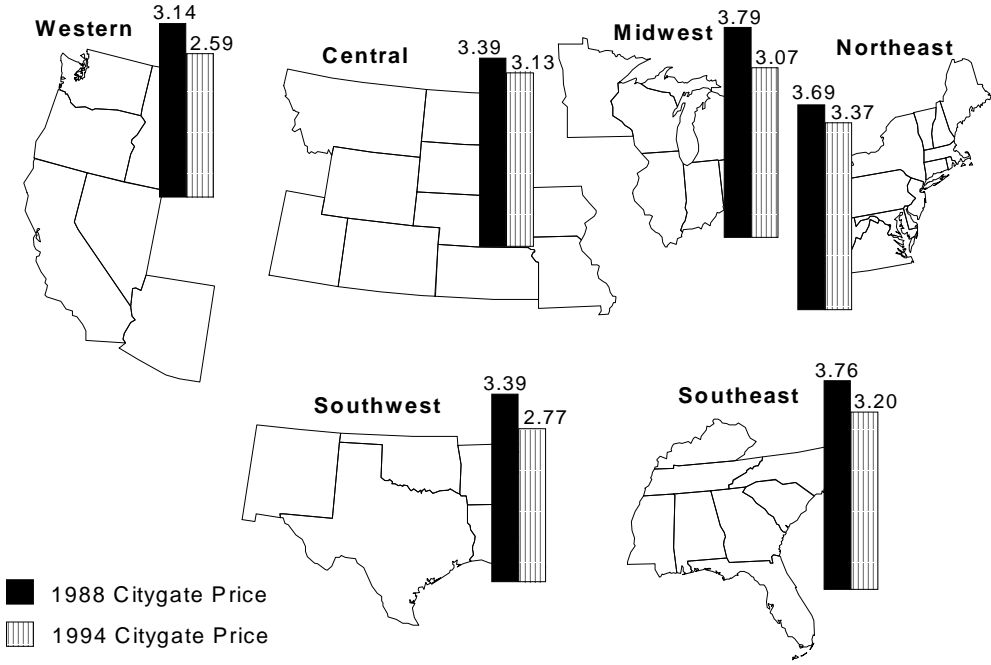 Western
3.14
2.59
Central
3.39
3.13
Midwest
3.79
3.07
Northeast
3.69
3.37
Southwest
3.39
2.77
Southeast
3.76
3.20
1988 Citygate Price
1994 Citygate Price